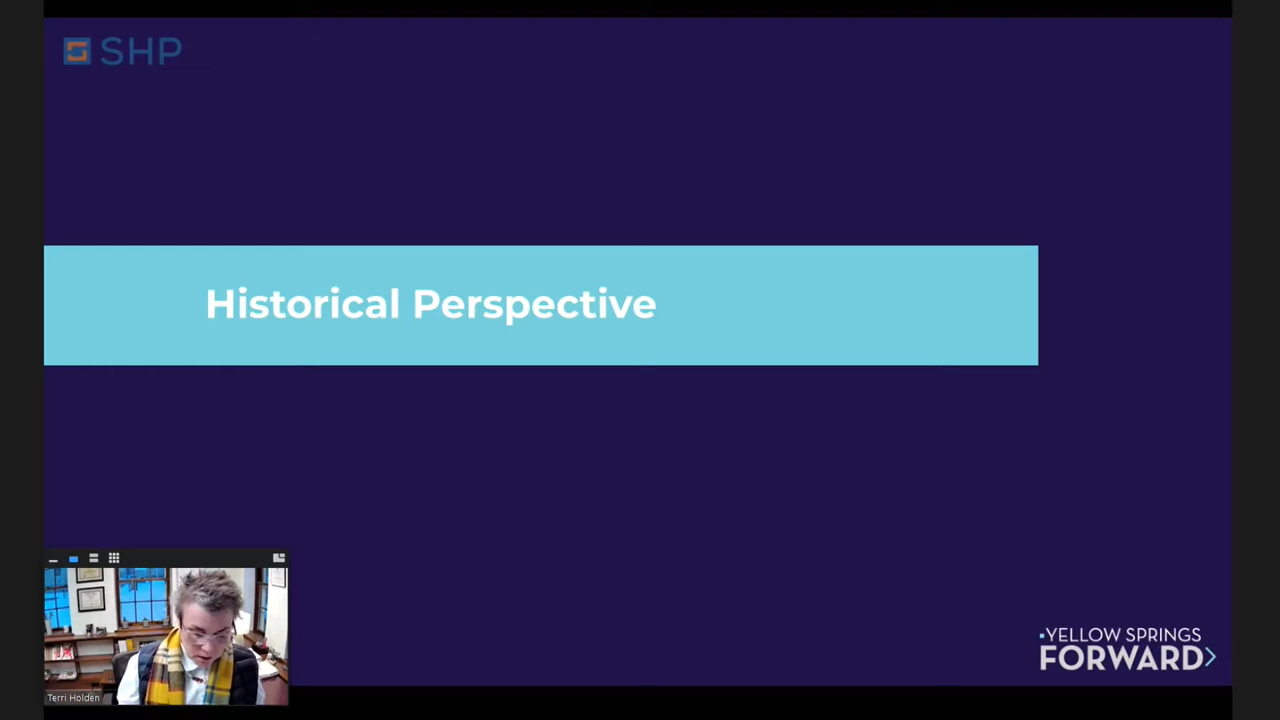 SHP
Historical Perspective
YELLOW SPRINGS
FORWARD
Terri Holden